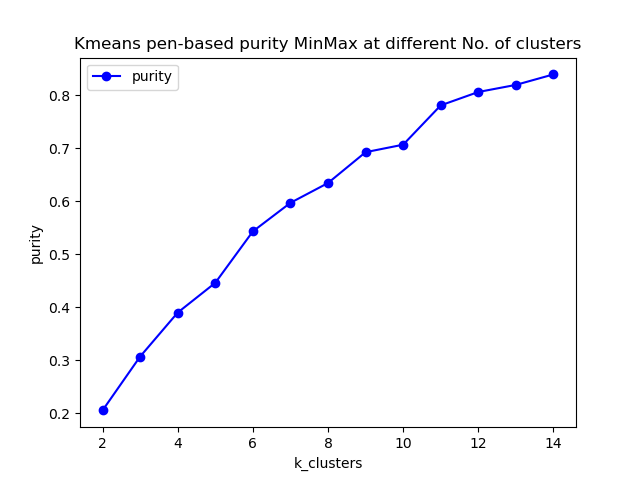 Kmeans pen-based purity MinMax at different No. of clusters
purity
0.8
0.7
0.6
0.5
0.4
0.3
0.2
purity
2 4 6 8 10 12 14
k_clusters